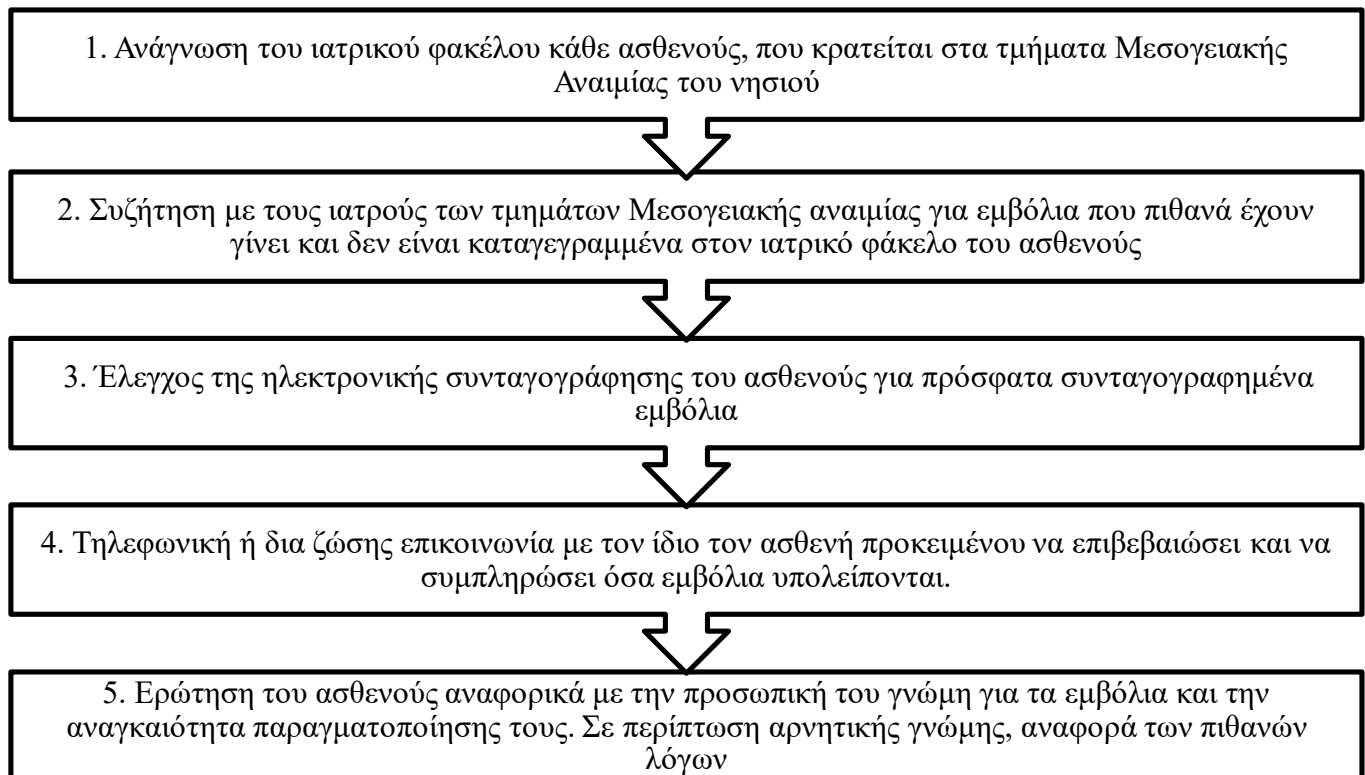 1. Ανάγνωση του ιατρικού φακέλου κάθε ασθενούς, που κρατείται στα τμήματα Μεσογειακής
Αναιμίας του νησιού
2. Συζήτηση με τους ιατρούς των τμημάτων Μεσογειακής αναιμίας για εμβόλια που πιθανά έχουν
γίνει και δεν είναι καταγεγραμμένα στον ιατρικό φάκελο του ασθενούς
3. Έλεγχος της ηλεκτρονικής συνταγογράφησης του ασθενούς για πρόσφατα συνταγογραφημένα
εμβόλια
4. Τηλεφωνική ή δια ζώσης επικοινωνία με τον ίδιο τον ασθενή προκειμένου να επιβεβαιώσει και να
συμπληρώσει όσα εμβόλια υπολείπονται.
5. Ερώτηση του ασθενούς αναφορικά με την προσωπική του γνώμη για τα εμβόλια και την
αναγκαιότητα παραγματοποίησης τους. Σε περίπτωση αρνητικής γνώμης, αναφορά των πιθανών
λόγων